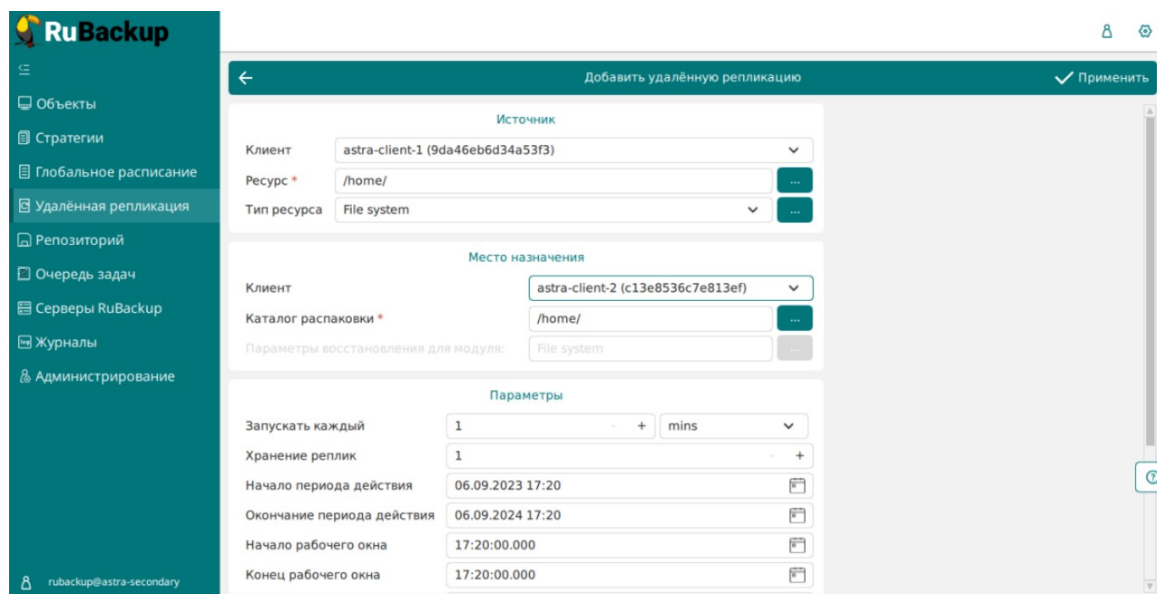 RuBackup
Объекты
Стратегии
Глобальное расписание
Удалённая репликация
Репозиторий
Очередь задач
Серверы RuBackup
Журналы
Администрирование
rubackup@astra-secondary
Добавить удалённую репликацию
Применить
Источник
Клиент astra-client-1 (9da46eb6d34a53f3)
Ресурс * /home/ ...
Тип ресурса File system ...
Место назначения
Клиент astra-client-2 (c13e8536c7e813ef)
Каталог распаковки * /home/ ...
Параметры восстановления для модуля: File system ...
Параметры
Запускать каждый 1 - + mins
Хранение реплик 1 - +
Начало периода действия 06.09.2023 17:20
Окончание периода действия 06.09.2024 17:20
Начало рабочего окна 17:20:00.000
Конец рабочего окна 17:20:00.000